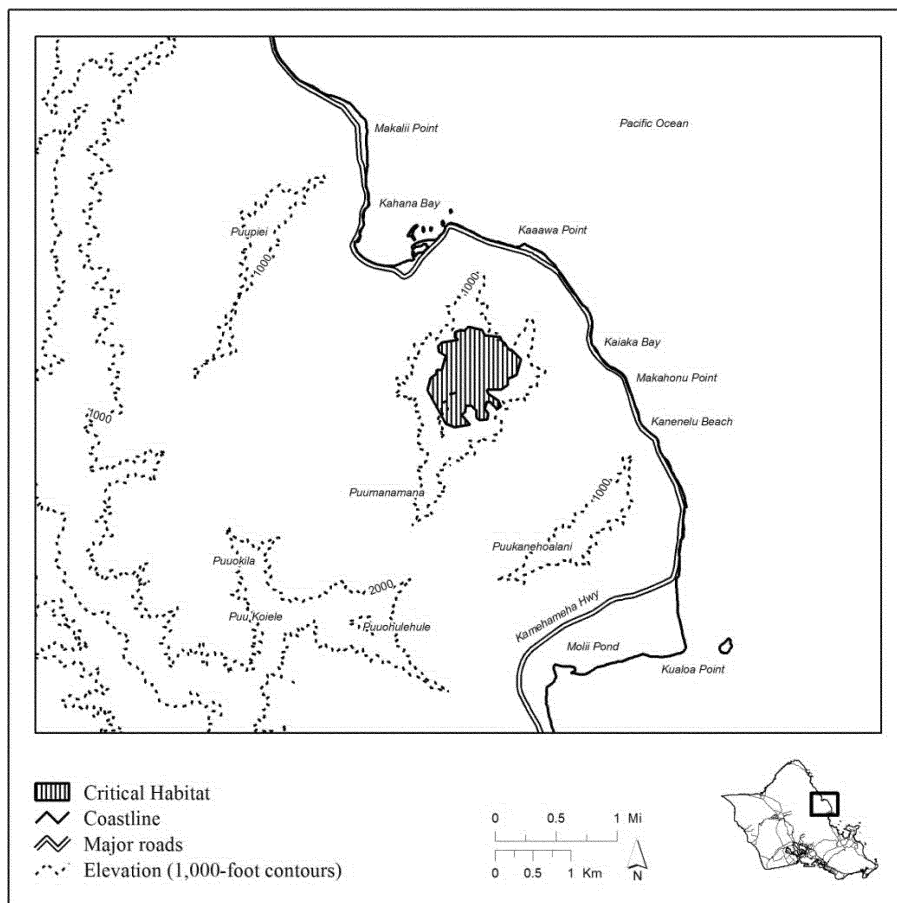 Makalii Point
Pacific Ocean
Kahana Bay
Puupiei
Kaaawa Point
1000
1000
Kaiaka Bay
Makahonu Point
1000
Kanenelu Beach
Puumanamana
1000
Puukanehoalani
Puuokila
2000
Puu Koiele
Puuohulehule
Kamehameha Hwy
Molii Pond
Kualoa Point
Critical Habitat
Coastline
Major roads
Elevation (1,000-foot contours)
0 0.5 1 Mi
0 0.5 1 Km
N